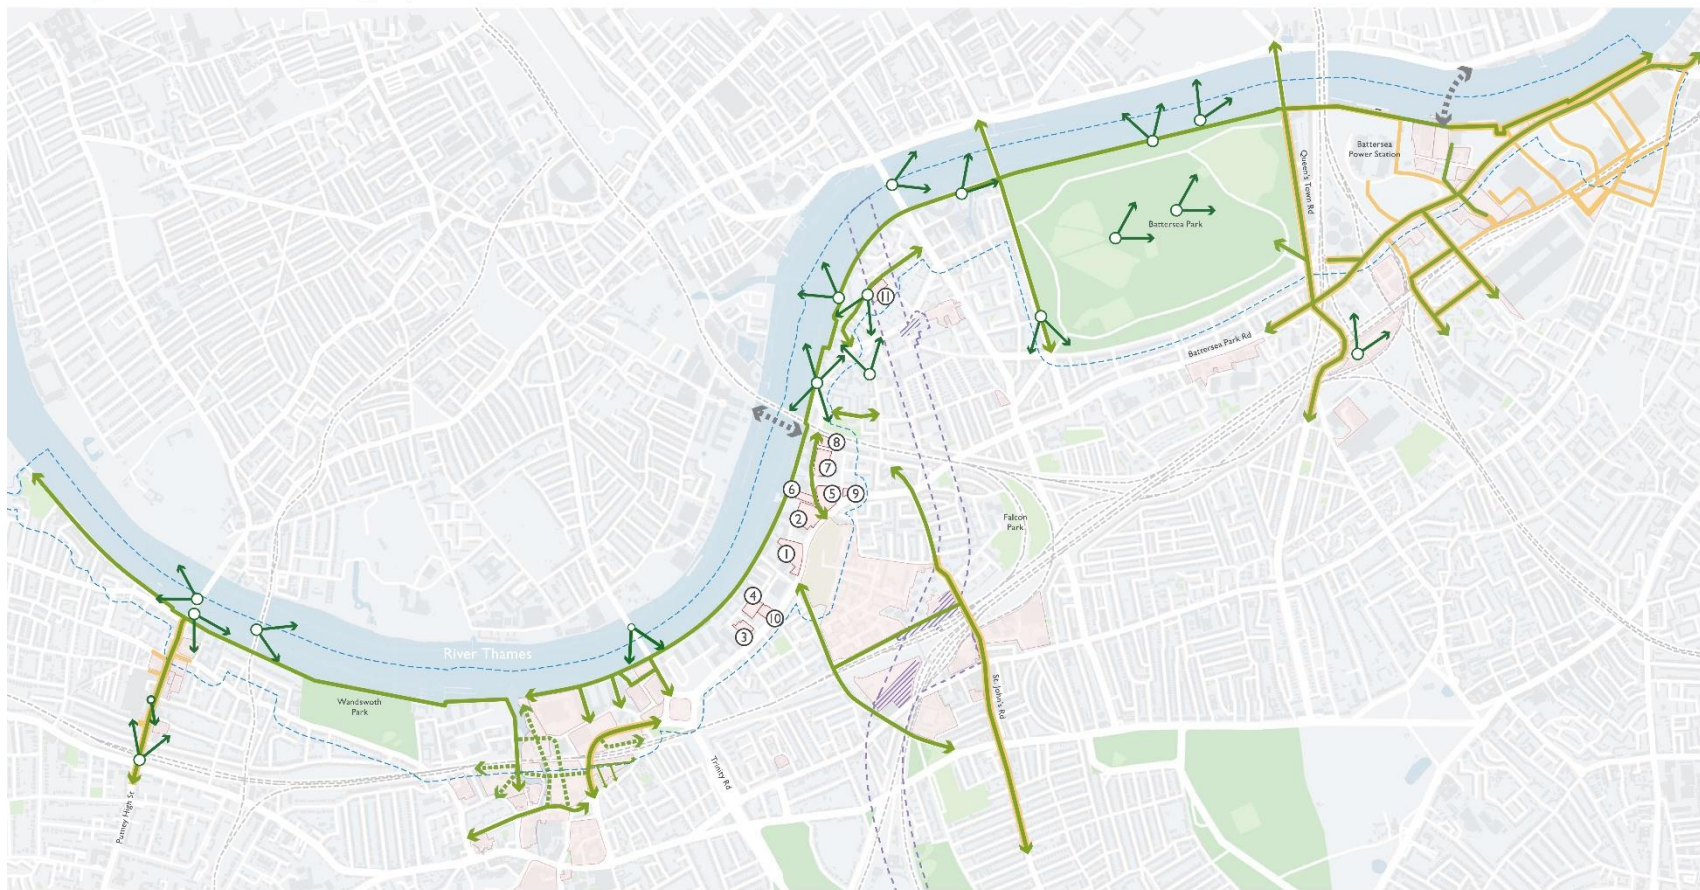 Battersea
Power Station
Queen's Town Rd
Battersea Park
11
Battersea Park Rd
8
7
6
5
9
2
Falcon
Park
1
4
10
3
River Thames
St. John's Rd
Wandswoth
Park
Trinity Rd
Putney High St